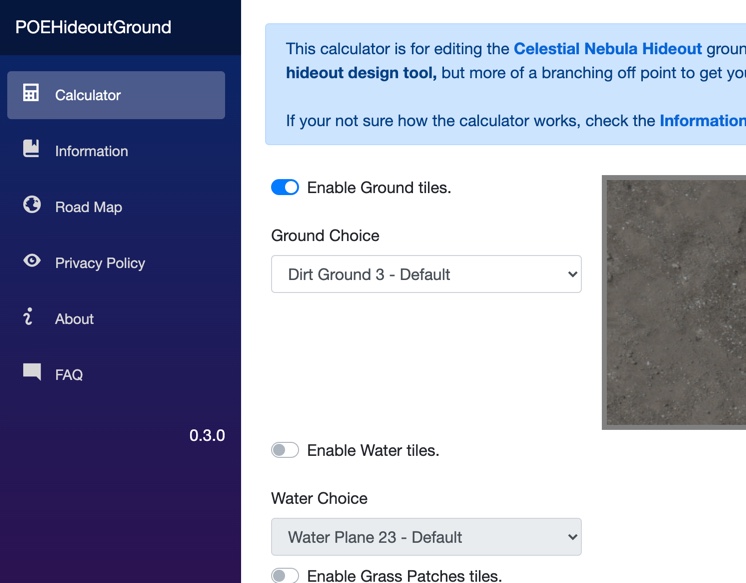 POEHideoutGround
Calculator
Information
Road Map
Privacy Policy
About
FAQ
0.3.0
This calculator is for editing the Celestial Nebula Hideout groun
hideout design tool, but more of a branching off point to get you
If your not sure how the calculator works, check the Information
Enable Ground tiles.
Ground Choice
Dirt Ground 3 - Default
Enable Water tiles.
Water Choice
Water Plane 23 - Default
Enable Grass Patches tiles.